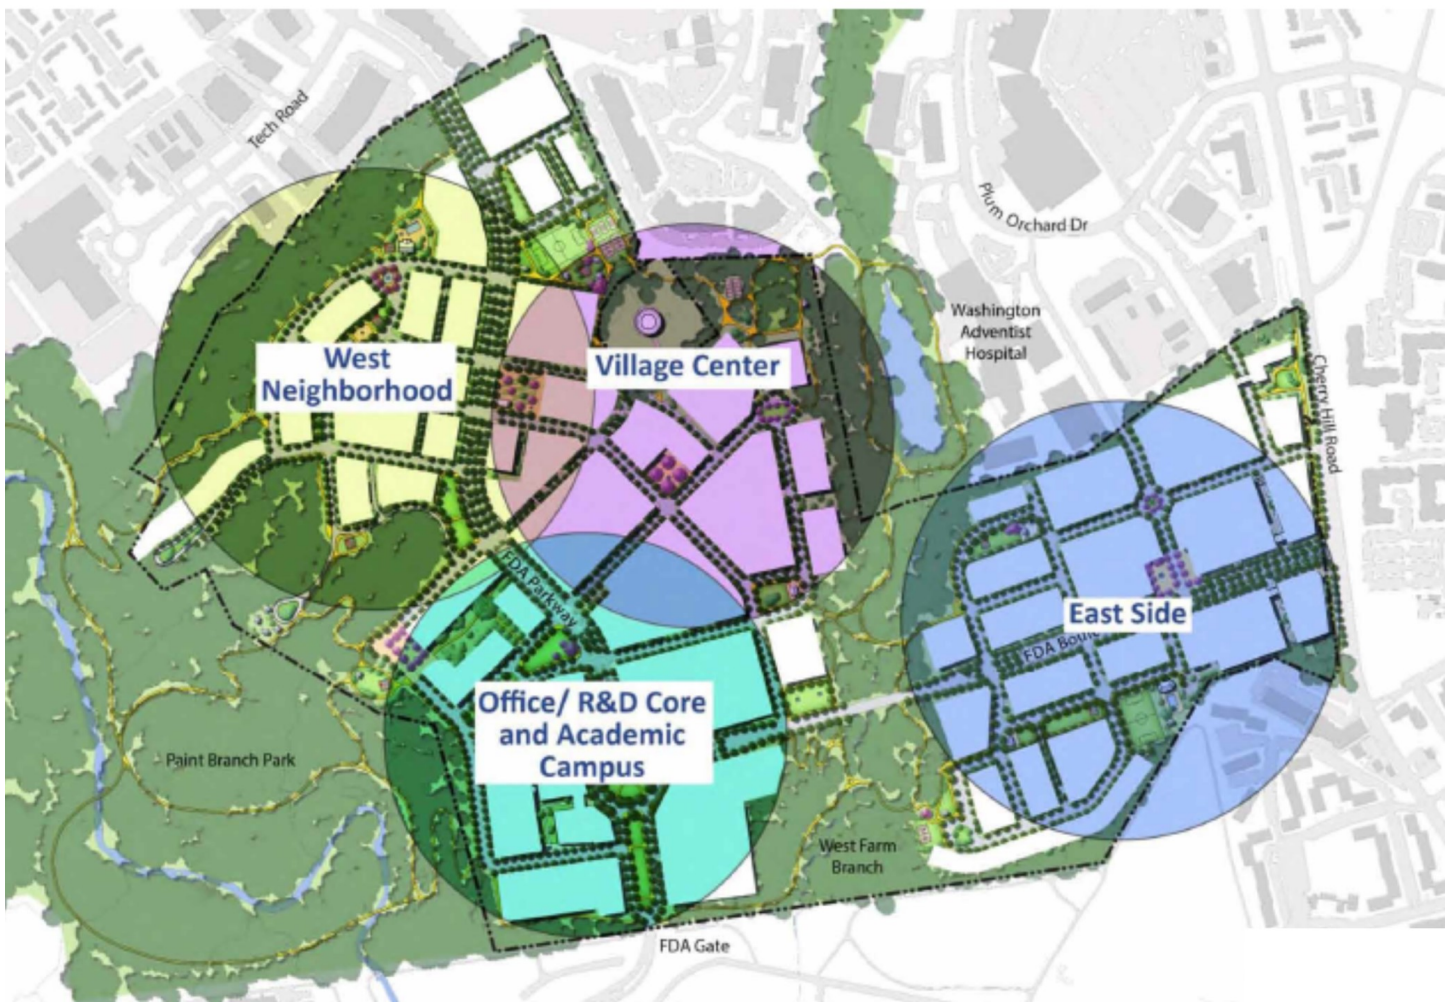 Tech Road
Plum Orchard Dr
Washington
Adventist
Hospital
Cherry Hill Road
West
Neighborhood
Village Center
FDA Parkway
East Side
FDA
Office/ R&D Core
and Academic
Campus
Paint Branch Park
West Farm
Branch
FDA Gate